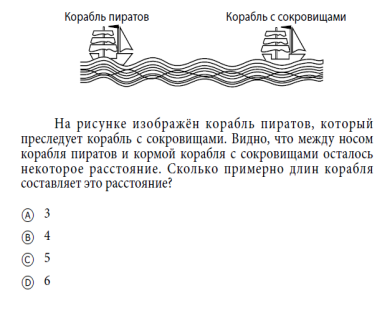 Корабль пиратов Корабль с сокровищами
На рисунке изображён корабль пиратов, который
преследует корабль с сокровищами. Видно, что между носом
корабля пиратов и кормой корабля с сокровищами осталось
некоторое расстояние. Сколько примерно длин корабля
составляет это расстояние?
A 3
B 4
C 5
D 6